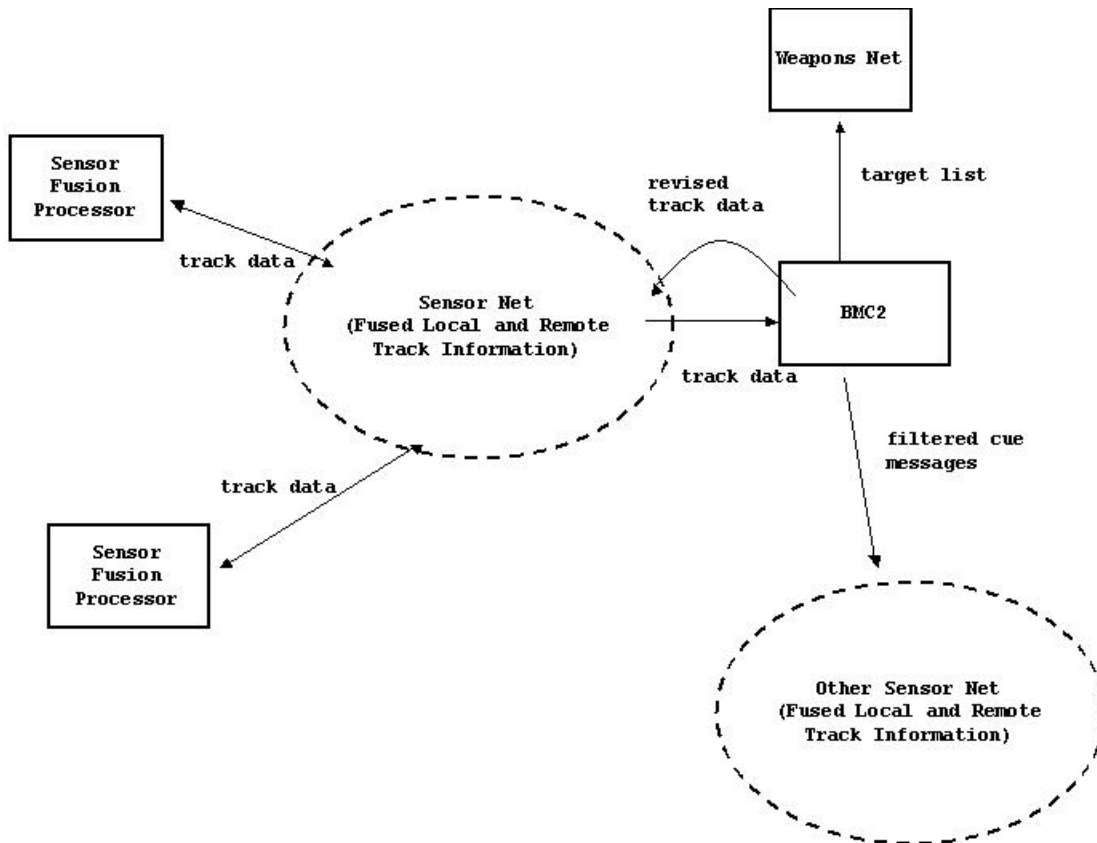 Weapons Net
Sensor
Fusion
Processor
target list
revised
track data
track data
Sensor Net
(Fused Local and Remote
Track Information)
BMC2
track data
filtered cue
messages
track data
Sensor
Fusion
Processor
Other Sensor Net
(Fused Local and Remote
Track Information)